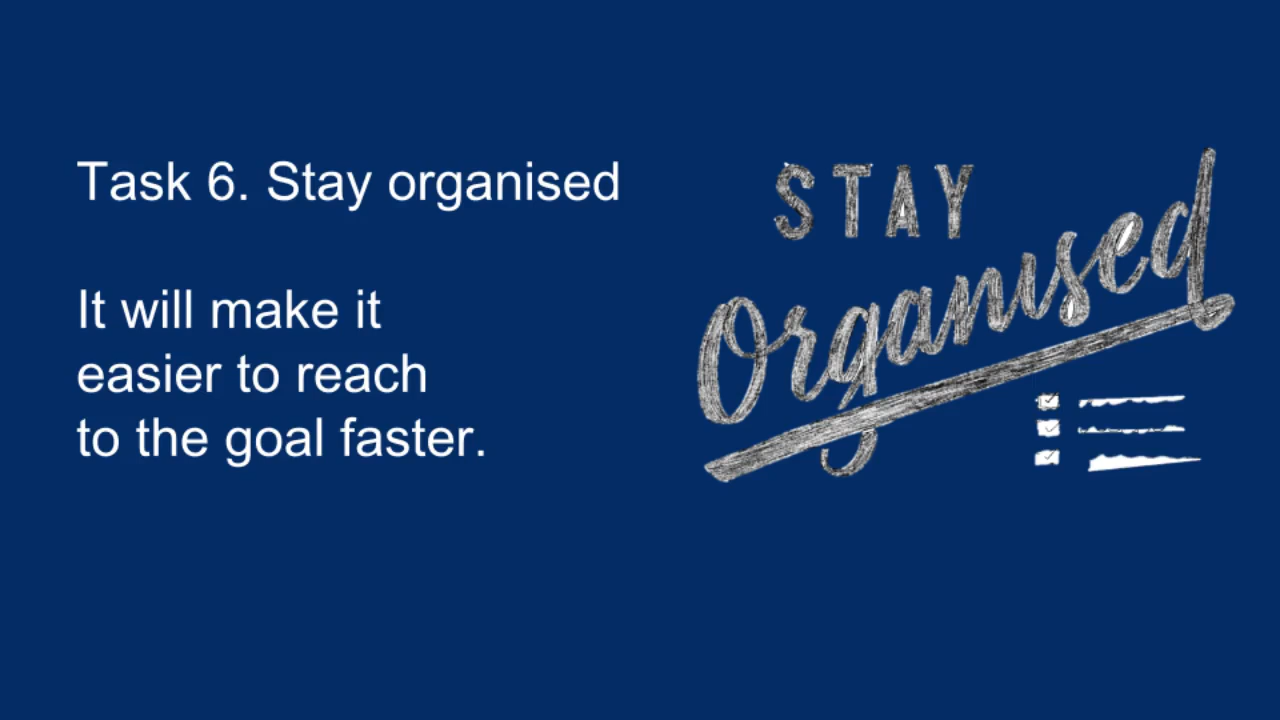 Task 6. Stay organised
It will make it
easier to reach
to the goal faster.
STAY
Organised